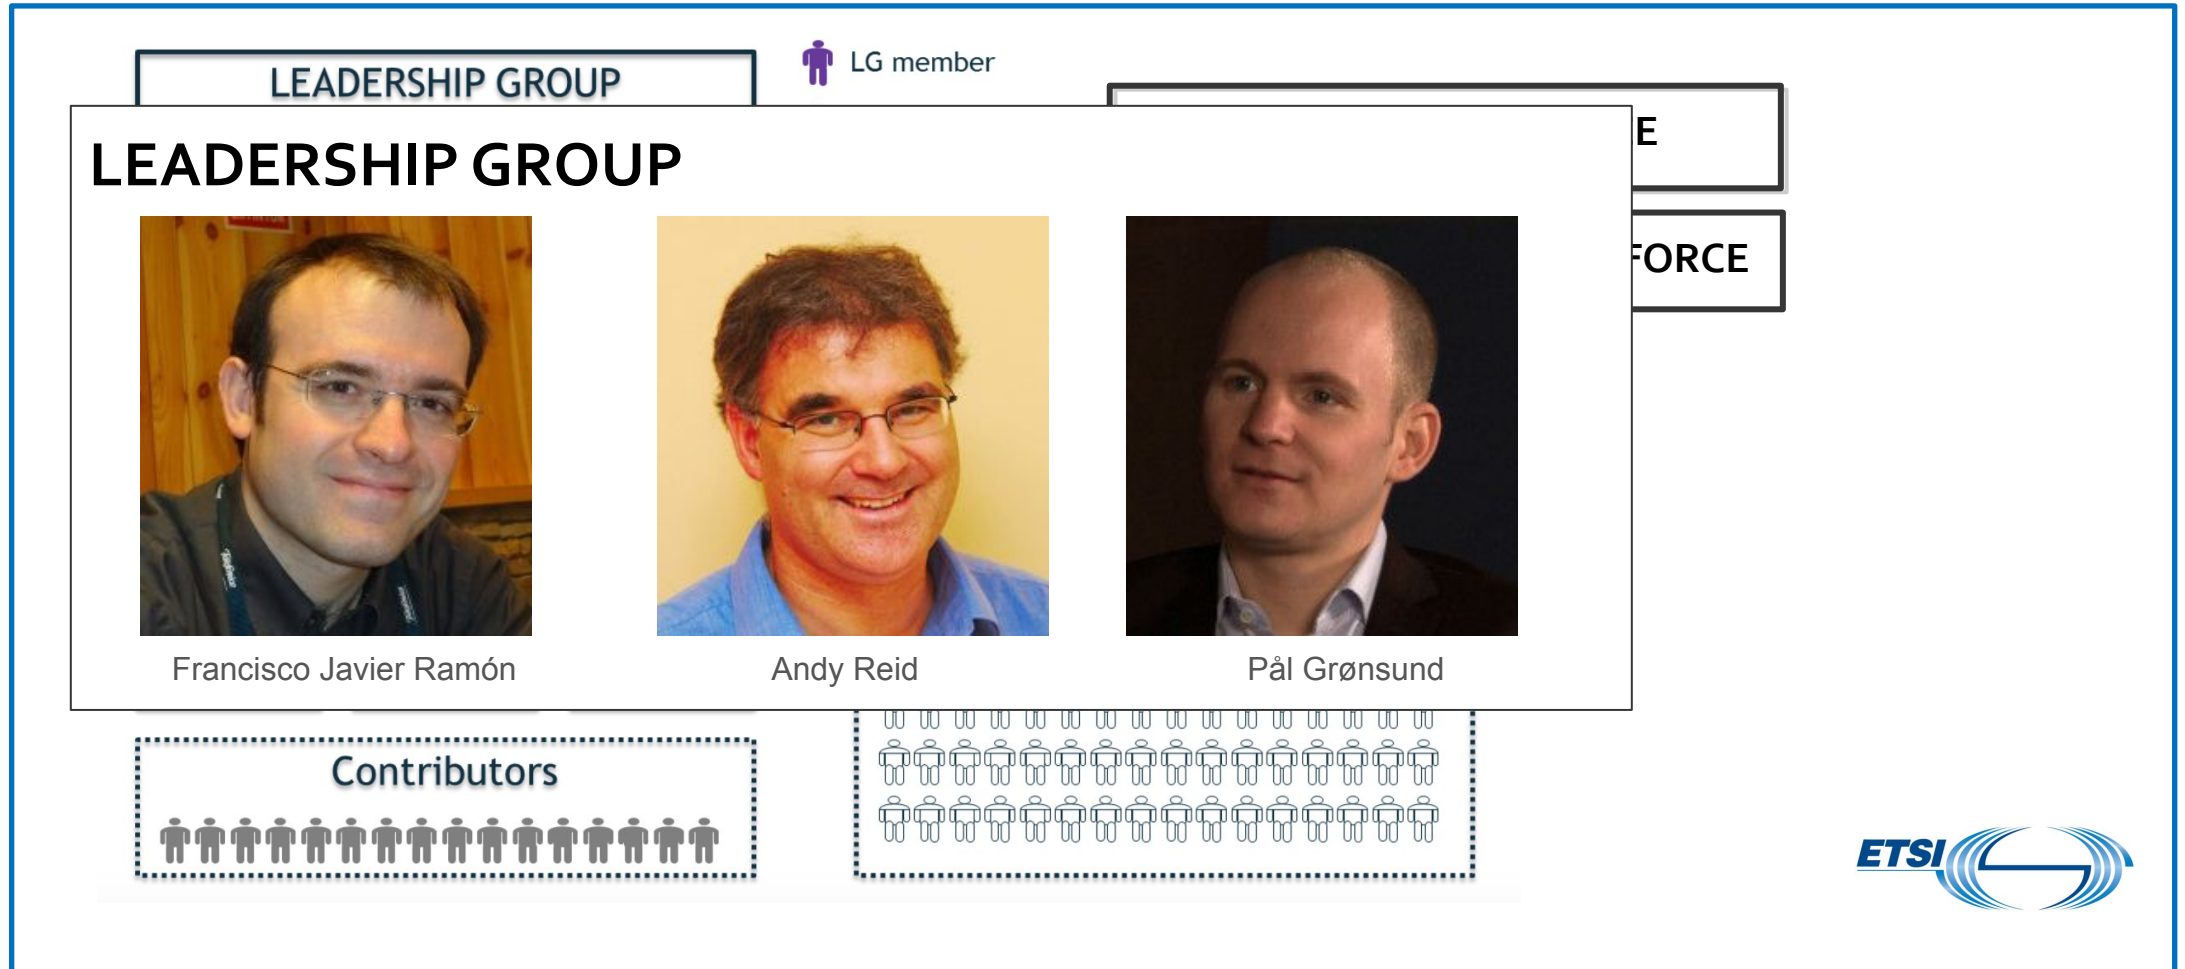 LEADERSHIP GROUP
LG member
E
LEADERSHIP GROUP
FORCE
Francisco Javier Ramón
Andy Reid
Pål Grønsund
Contributors
ETSI